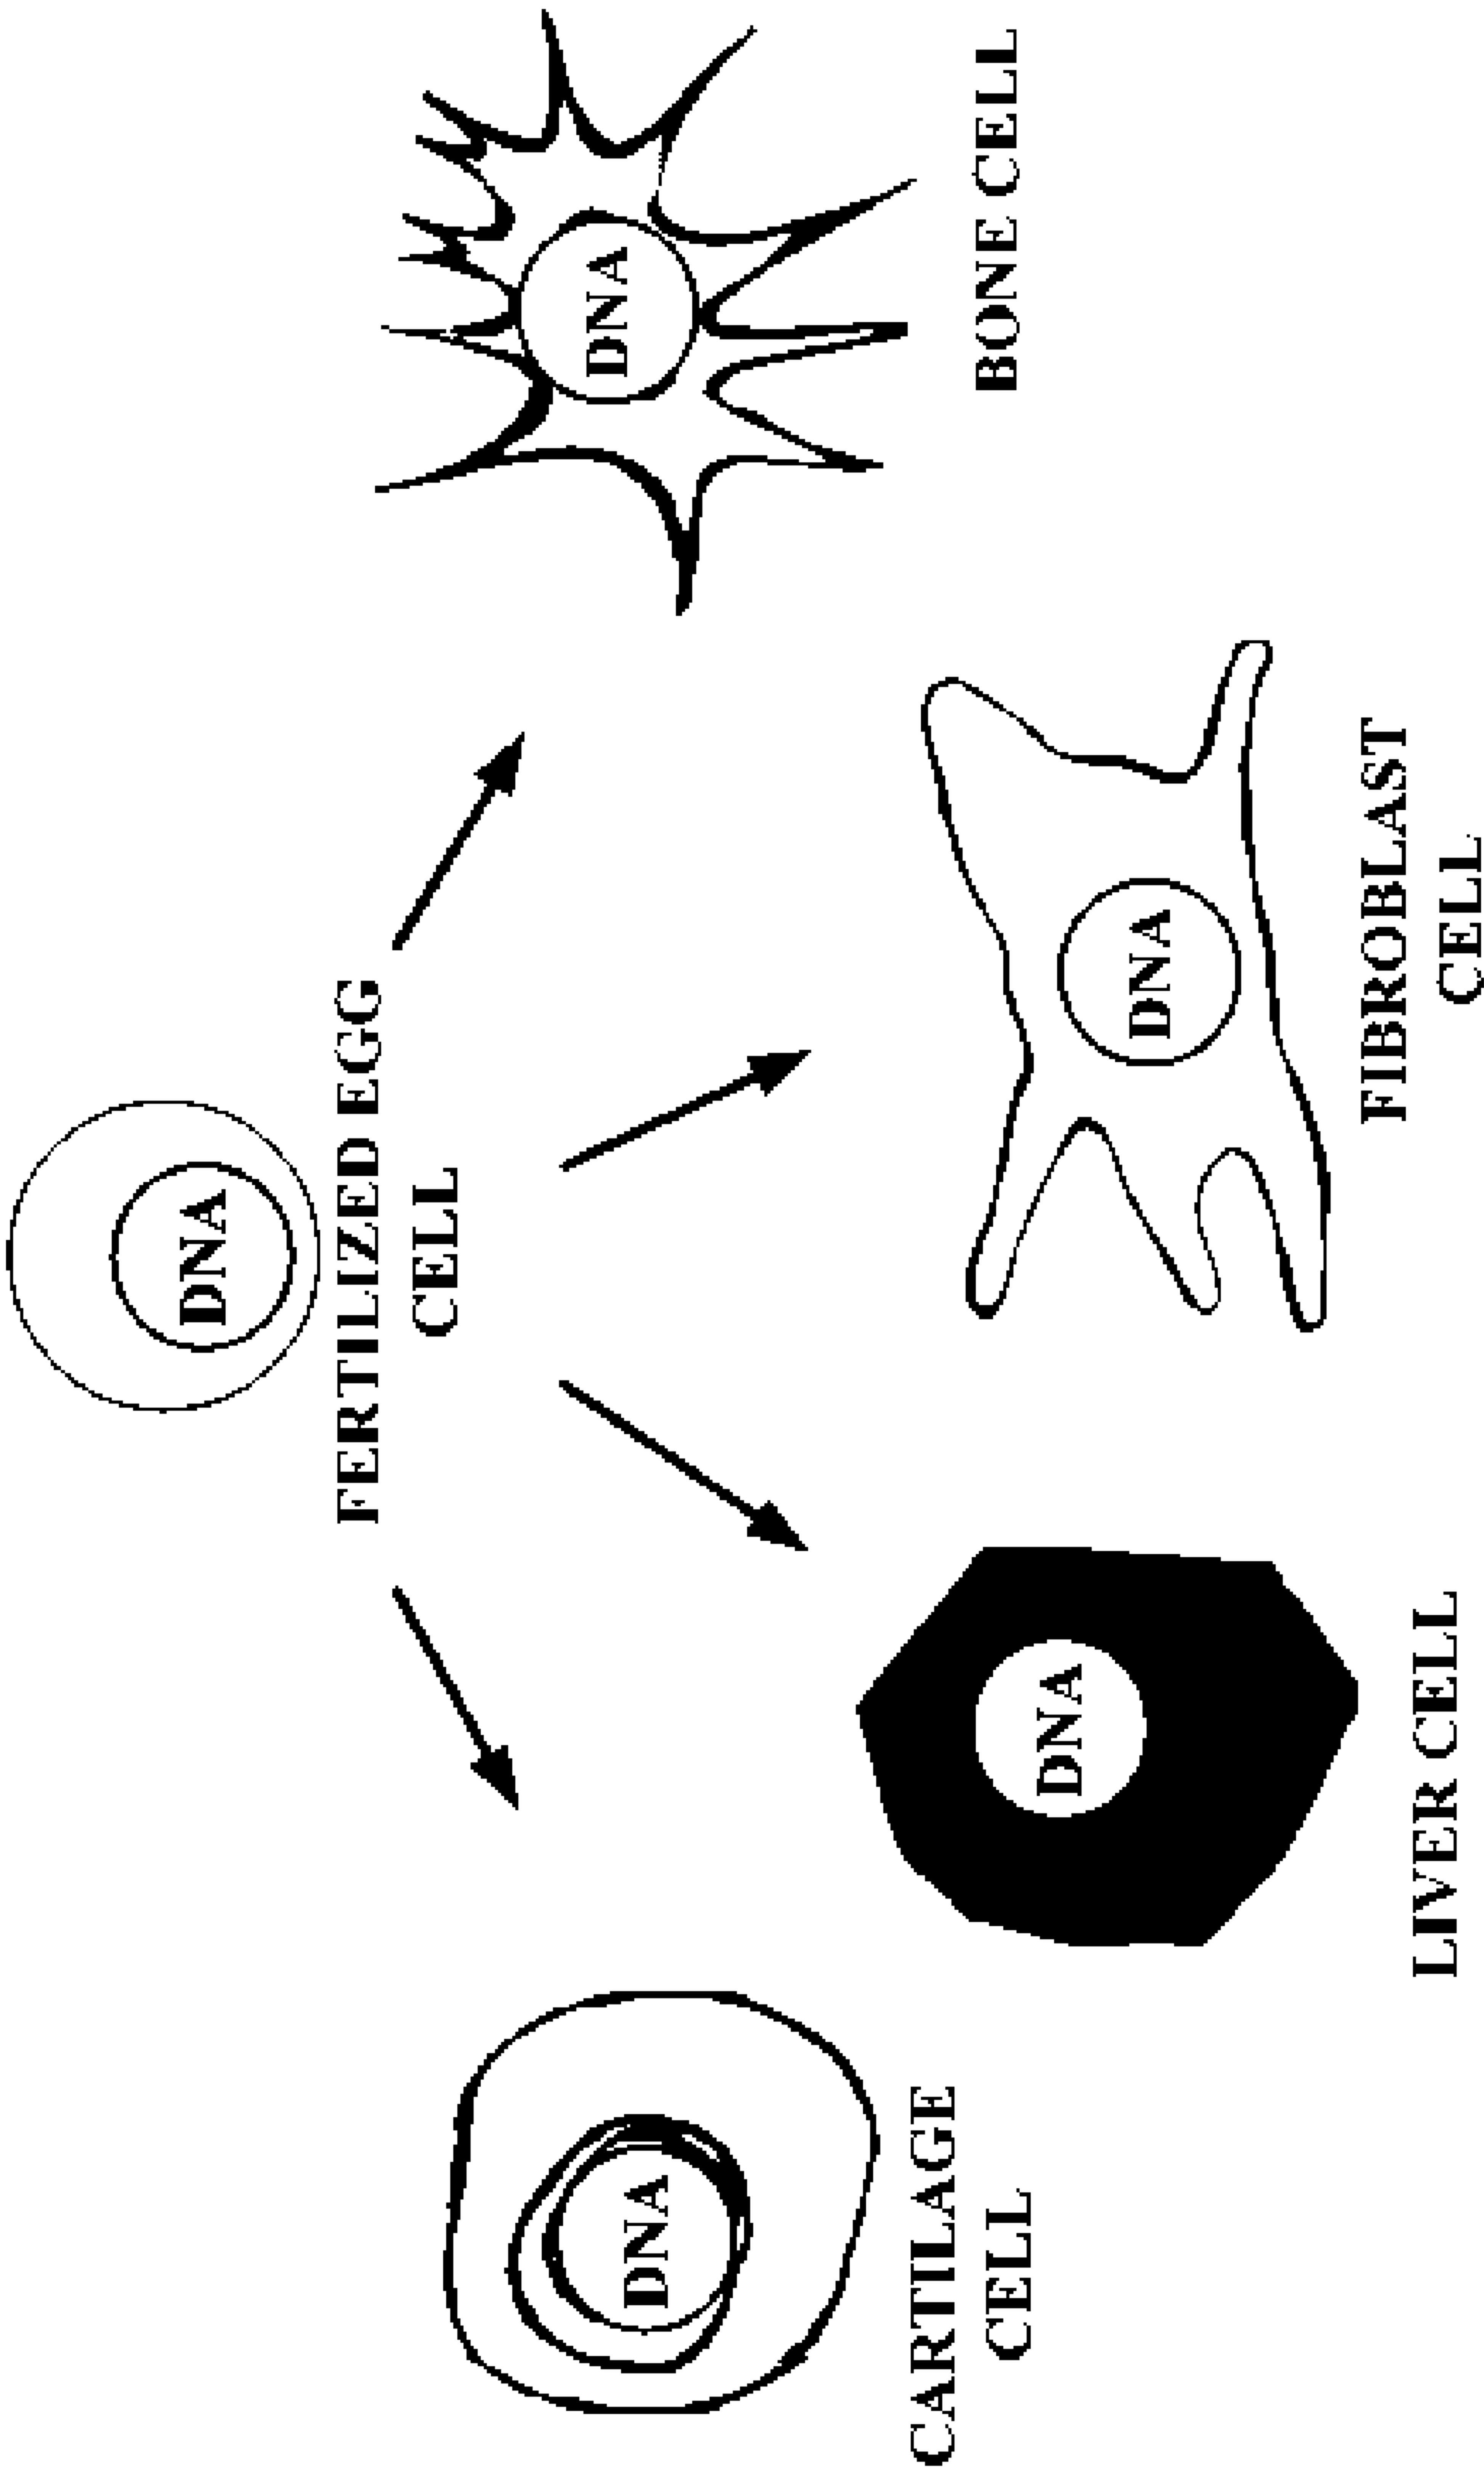 DNA
FERTILIZED EGG
CELL
DNA
CARTILAGE
CELL
DNA
LIVER CELL
DNA
FIBROBLAST
CELL
DNA
BONE CELL